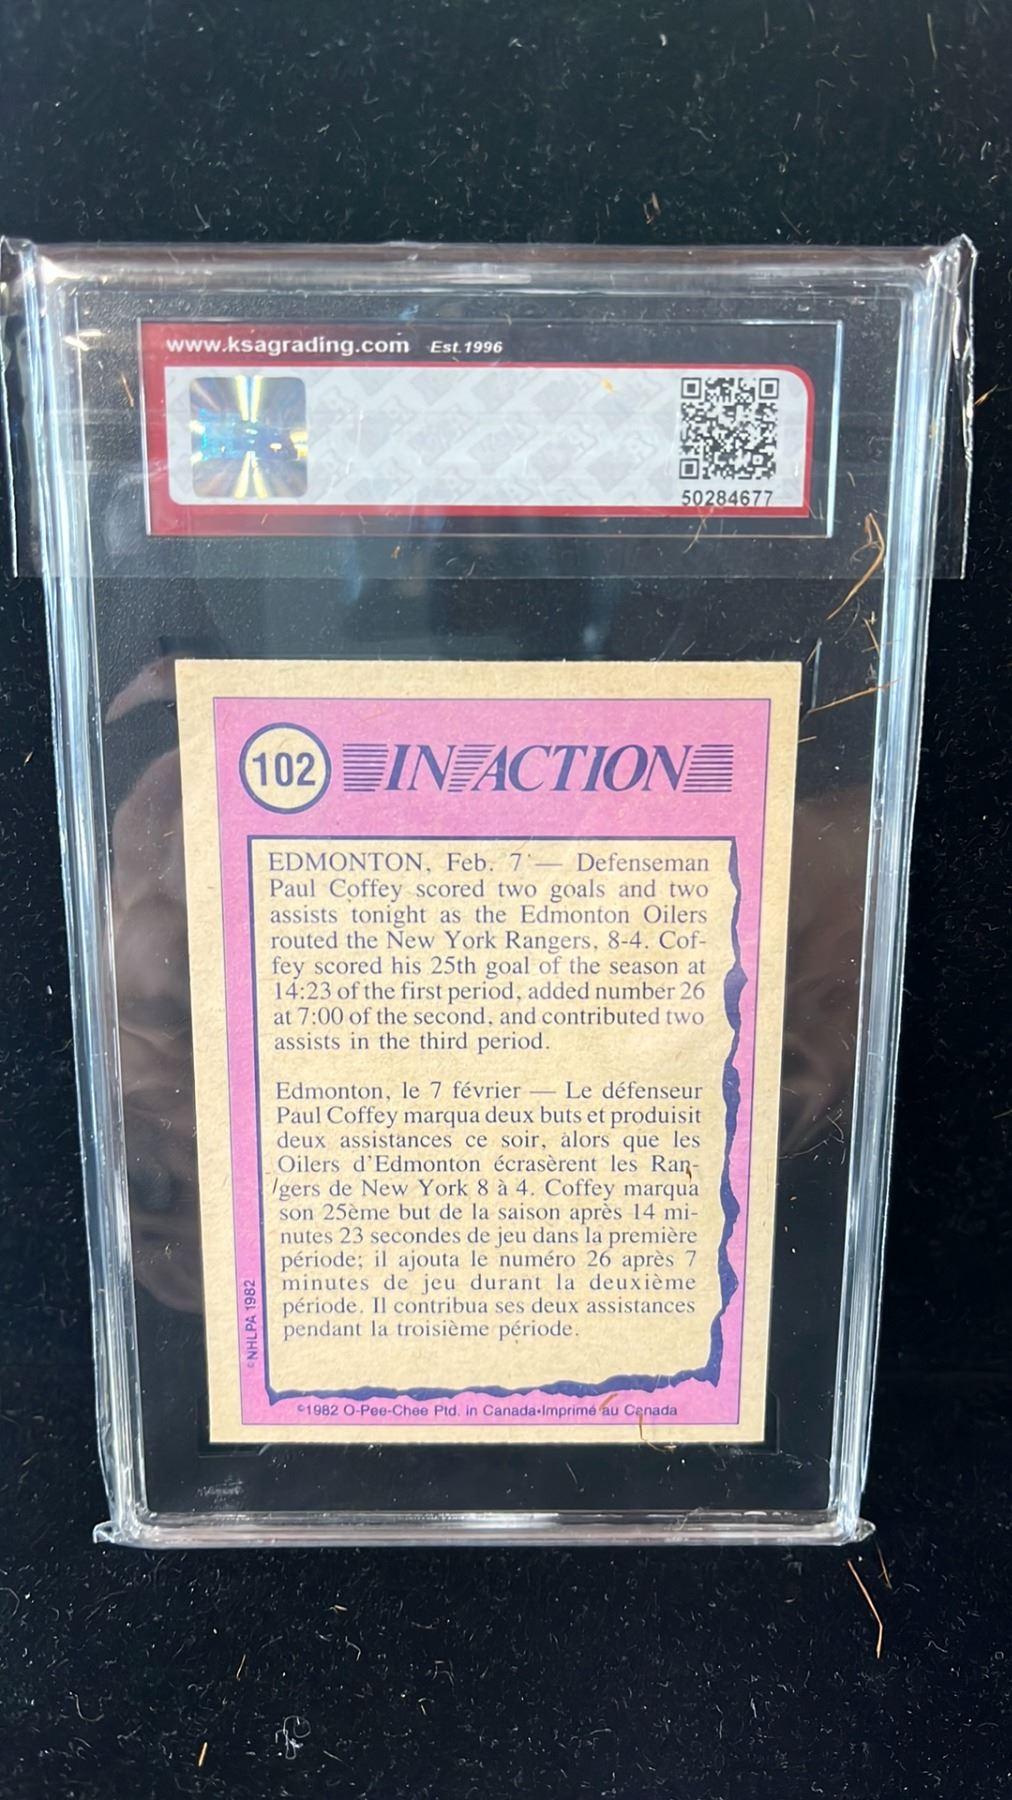 www.ksagrading.com Est.1996
50284677
102 IN ACTION
EDMONTON, Feb. 7 — Defenseman
Paul Coffey scored two goals and two
assists tonight as the Edmonton Oilers
routed the New York Rangers, 8-4. Cof-
fey scored his 25th goal of the season at
14:23 of the first period, added number 26
at 7:00 of the second, and contributed two
assists in the third period.
Edmonton, le 7 février — Le défenseur
Paul Coffey marqua deux buts et produisit
deux assistances ce soir, alors que les
Oilers d'Edmonton écrasèrent les Ran-
gers de New York 8 à 4. Coffey marqua
son 25ème but de la saison après 14 mi-
nutes 23 secondes de jeu dans la première
période; il ajouta le numéro 26 après 7
minutes de jeu durant la deuxième
période. Il contribua ses deux assistances
pendant la troisième période.
©NHLPA 1982
©1982 O-Pee-Chee Ptd. in Canada•Imprimé au Canada